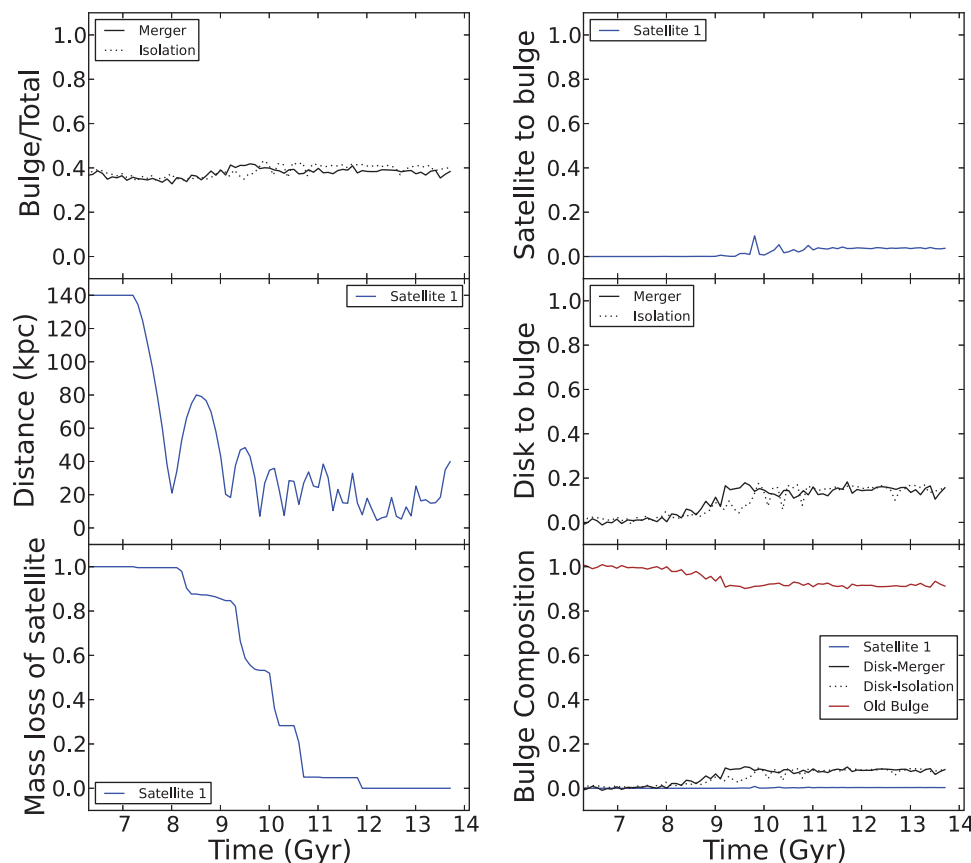 Bulge/Total
1.0
0.8
0.6
0.4
0.2
0.0
Merger
Isolation
Satellite to bulge
1.0
0.8
0.6
0.4
0.2
0.0
Satellite 1
Distance (kpc)
140
120
100
80
60
40
20
0
Satellite 1
Disk to bulge
1.0
0.8
0.6
0.4
0.2
0.0
Merger
Isolation
Mass loss of satellite
1.0
0.8
0.6
0.4
0.2
0.0
Satellite 1
7 8 9 10 11 12 13 14
Time (Gyr)
Bulge Composition
1.0
0.8
0.6
0.4
0.2
0.0
Satellite 1
Disk-Merger
Disk-Isolation
Old Bulge
7 8 9 10 11 12 13 14
Time (Gyr)